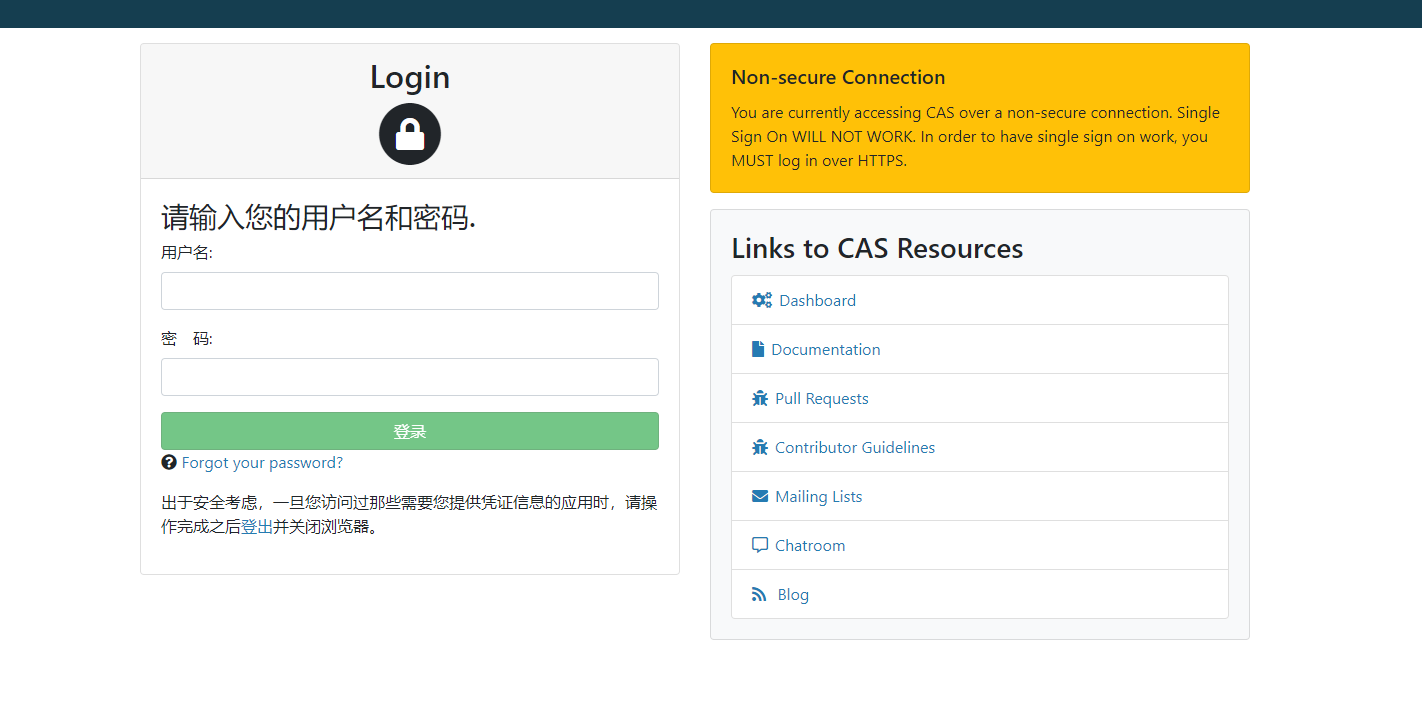 Login
请输入您的用户名和密码.
用户名:
密　码:
登录
Forgot your password?
出于安全考虑，一旦您访问过那些需要您提供凭证信息的应用时，请操
作完成之后登出并关闭浏览器。
Non-secure Connection
You are currently accessing CAS over a non-secure connection. Single
Sign On WILL NOT WORK. In order to have single sign on work, you
MUST log in over HTTPS.
Links to CAS Resources
Dashboard
Documentation
Pull Requests
Contributor Guidelines
Mailing Lists
Chatroom
Blog